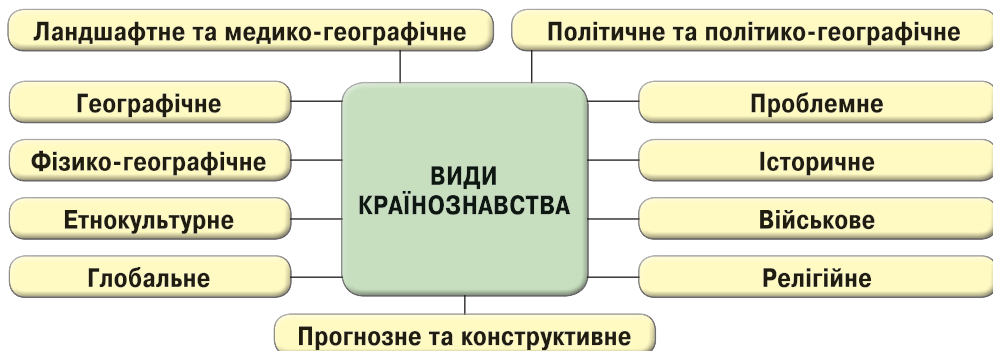 Ландшафтне та медико-географічне
Політичне та політико-географічне
Географічне
Фізико-географічне
Етнокультурне
Глобальне
ВИДИ
КРАЇНОЗНАВСТВА
Проблемне
Історичне
Військове
Релігійне
Прогнозне та конструктивне